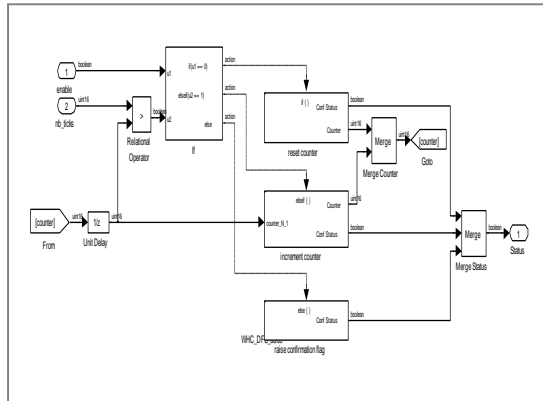 boolean
1
enable
uint16
2
nb_ticks
>
Relational
Operator
boolean
u1
u2
if(u1 == 0)
elseif(u2 == 1)
else
If
action
action
action
if { }
Conf Status
Counter
reset counter
boolean
uint16
Merge
Merge Counter
uint16
[counter]
Goto
[counter]
From
uint16
1/z
Unit Delay
uint16
counter_N_1
elseif { }
Counter
Conf Status
increment counter
uint16
boolean
Merge
Merge Status
boolean
1
Status
else { }
Conf Status
raise confirmation flag
boolean